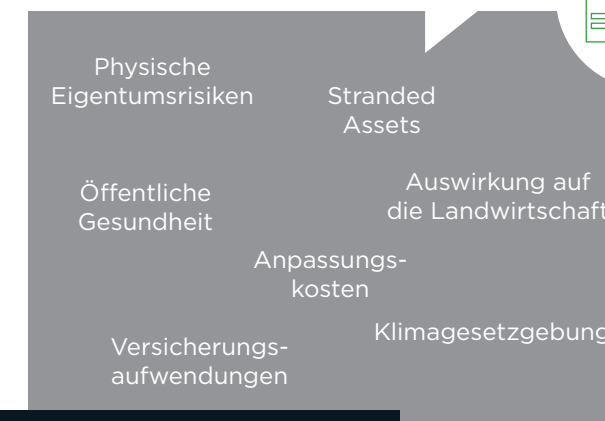 Physische
Eigentumsrisiken
Stranded
Assets
Öffentliche
Gesundheit
Auswirkung auf
die Landwirtschaft
Anpassungs-
kosten
Klimagesetzgebung
Versicherungs-
aufwendungen